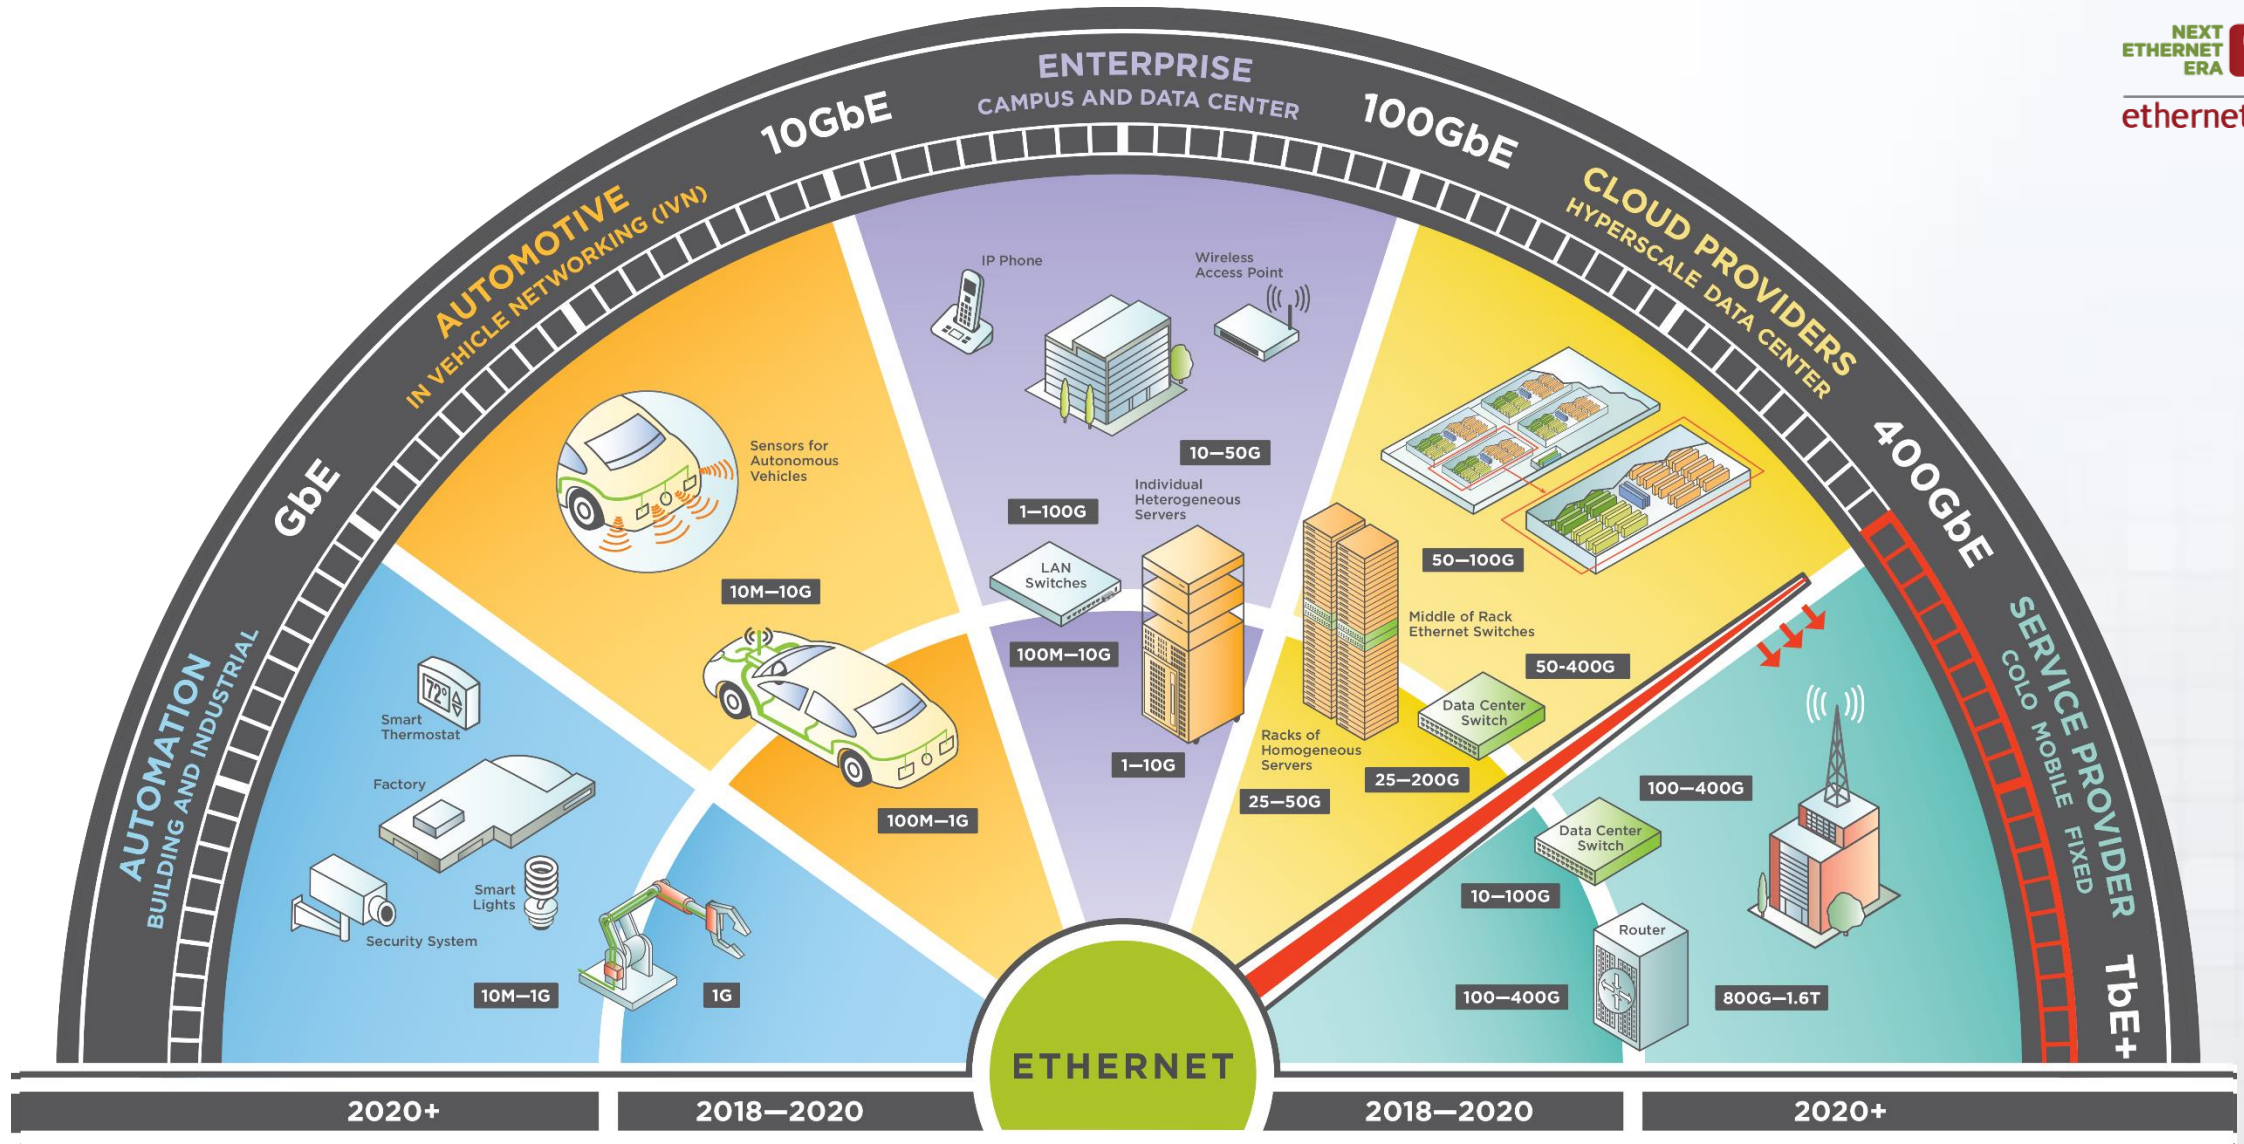 NEXT
ETHERNET
ERA
ethernet
ENTERPRISE
CAMPUS AND DATA CENTER
10GbE
100GbE
AUTOMOTIVE
IN VEHICLE NETWORKING (IVN)
CLOUD PROVIDERS
HYPERSCALE DATA CENTER
GbE
400GbE
AUTOMATION
BUILDING AND INDUSTRIAL
SERVICE PROVIDER
COLO MOBILE FIXED
TbE+
IP Phone
Wireless
Access Point
10—50G
Individual
Heterogeneous
Servers
1—100G
LAN
Switches
100M—10G
1—10G
Sensors for
Autonomous
Vehicles
10M—10G
100M—1G
50—100G
Middle of Rack
Ethernet Switches
50-400G
Data Center
Switch
Racks of
Homogeneous
Servers
25—200G
25—50G
72°
Smart
Thermostat
Factory
Smart
Lights
Security System
10M—1G
1G
100—400G
Data Center
Switch
10—100G
Router
100—400G
800G—1.6T
ETHERNET
2020+
2018—2020
2018—2020
2020+